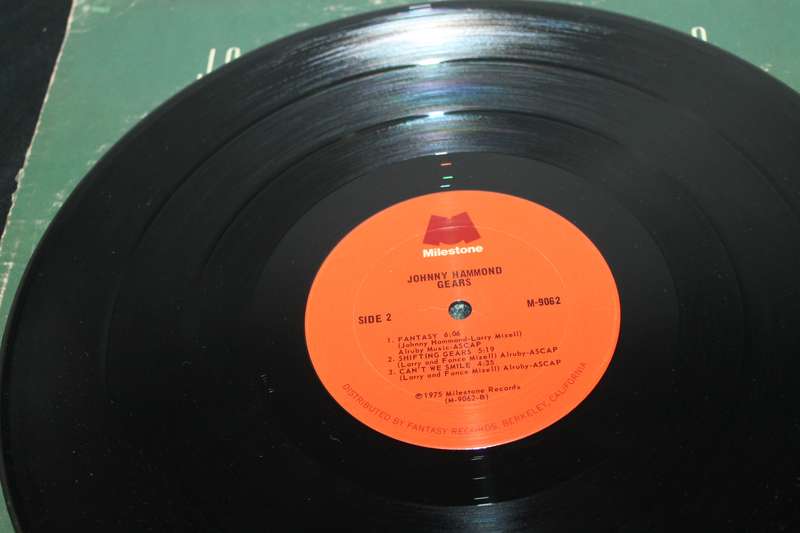 JO
Milestone
JOHNNY HAMMOND
GEARS
SIDE 2
M-9062
1. FANTASY 6:06
(Johnny Hammond-Larry Mizell)
Alruby Music-ASCAP
2. SHIFTING GEARS 5:19
(Larry and Fonce Mizell) Alruby-ASCAP
3. CAN'T WE SMILE 4:35
(Larry and Fonce Mizell) Alruby-ASCAP
℗1975 Milestone Records
(M-9062-B)
DISTRIBUTED BY FANTASY RECORDS, BERKELEY, CALIFORNIA